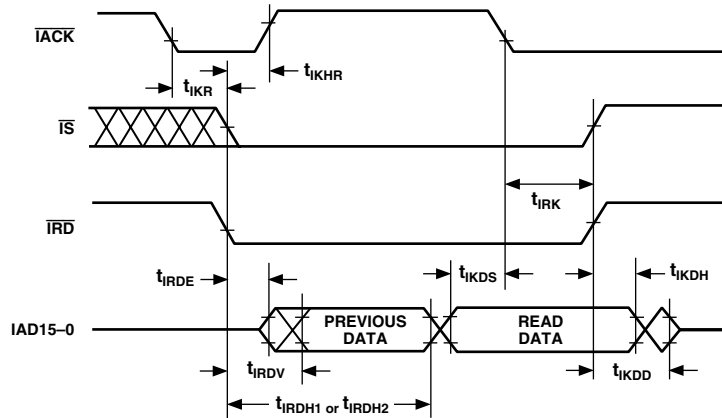 IACK
tIKR
tIKHR
IS
tIRK
IRD
tIRDE
tIKDS
tIKDH
IAD15–0
PREVIOUS
DATA
READ
DATA
tIRDV
tIKDD
tIRDH1 or tIRDH2